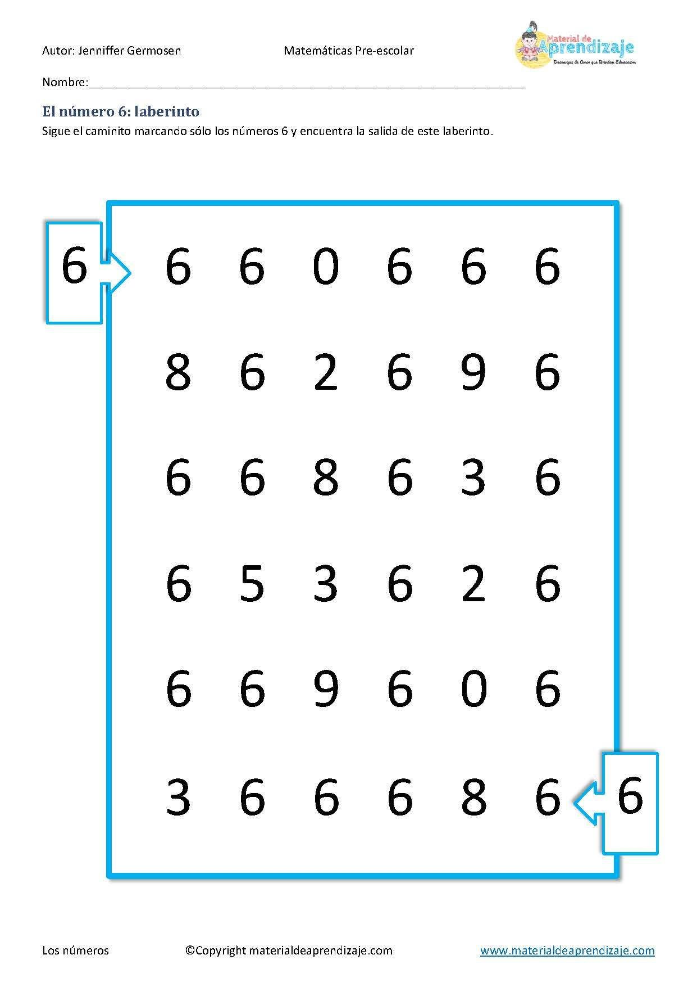 Autor: Jenniffer Germosen Matemáticas Pre-escolar
Material de
Aprendizaje
Descargas de Amor que Brindan Educación
Nombre:
El número 6: laberinto
Sigue el caminito marcando sólo los números 6 y encuentra la salida de este laberinto.
6 6 6 0 6 6 6
8 6 2 6 9 6
6 6 8 6 3 6
6 5 3 6 2 6
6 6 9 6 0 6
3 6 6 6 8 6 6
Los números ©Copyright materialdeaprendizaje.com www.materialdeaprendizaje.com